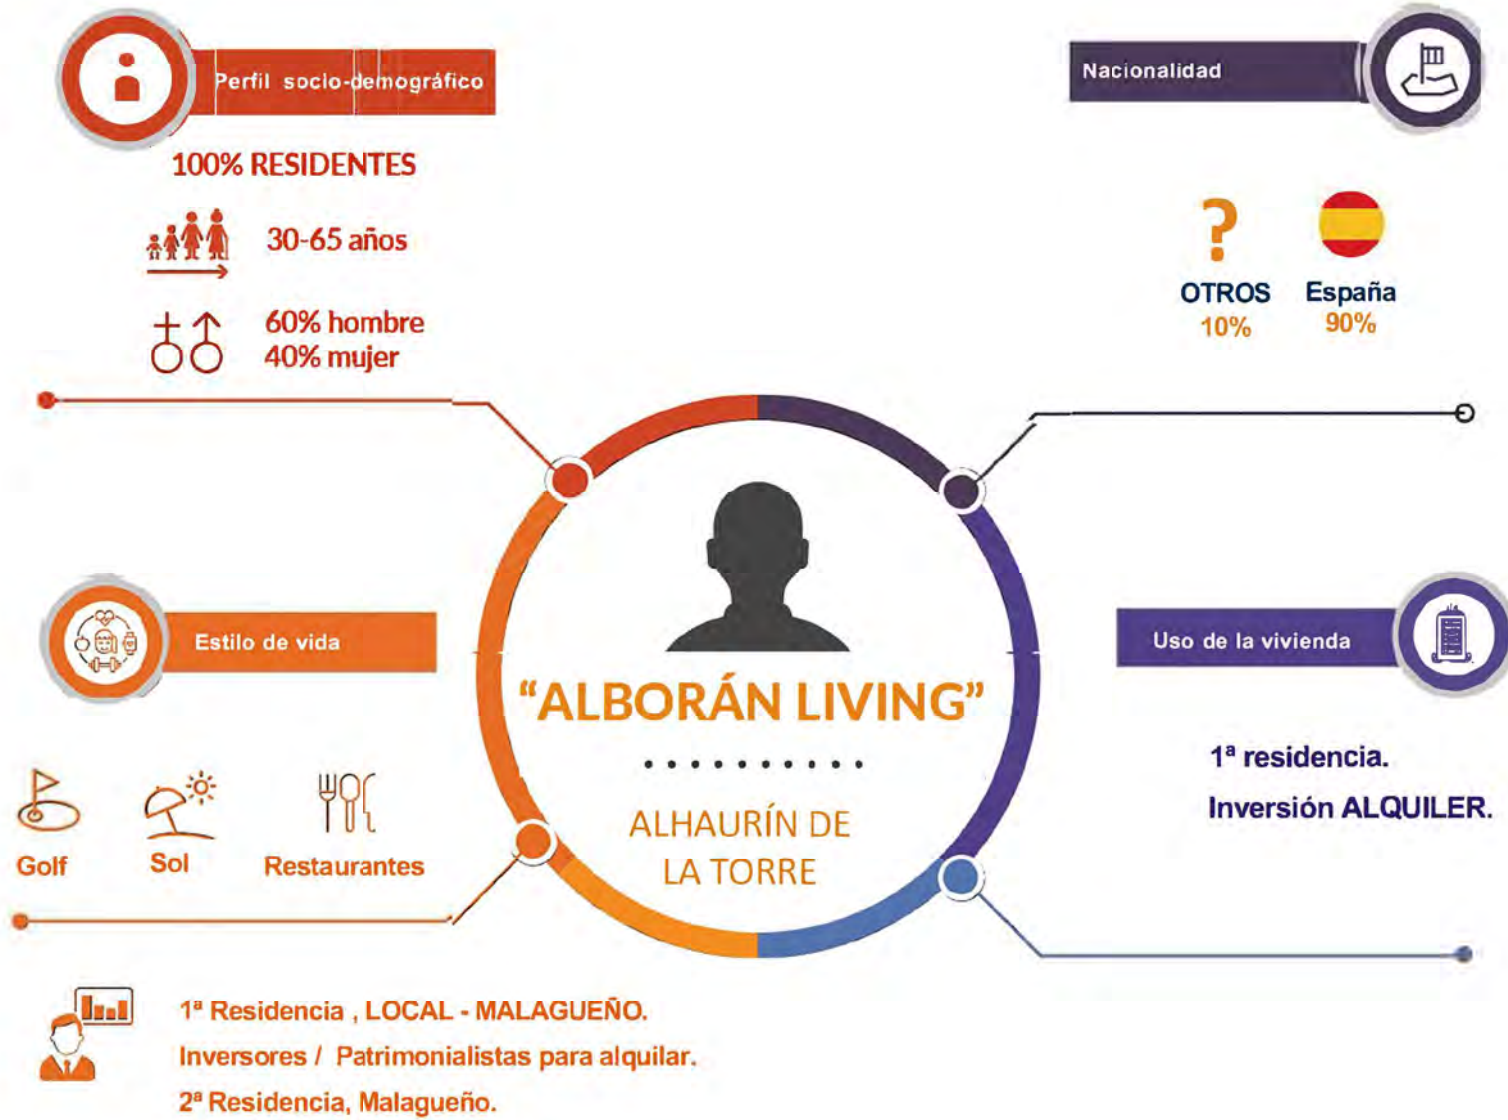 Perfil socio-demográfico
100% RESIDENTES
30-65 años
60% hombre
40% mujer
Nacionalidad
?
OTROS
10%
España
90%
Estilo de vida
Golf
Sol
Restaurantes
"ALBORÁN LIVING"
ALHAURÍN DE
LA TORRE
Uso de la vivienda
1ª residencia.
Inversión ALQUILER.
1ª Residencia , LOCAL - MALAGUEÑO.
Inversores / Patrimonialistas para alquilar.
2ª Residencia, Malagueño.